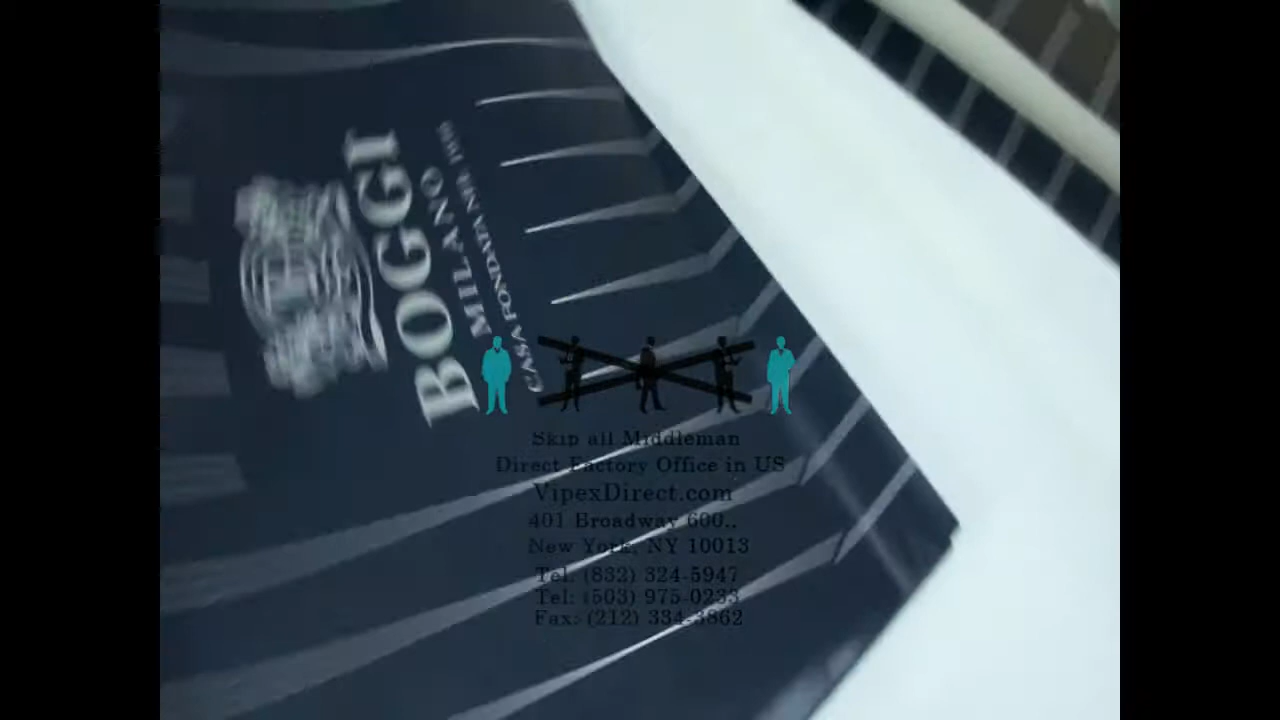 BOGGI
MILANO
CASA FONDATA NEL 1939
Skip all Middleman
Direct Factory Office in US
VipexDirect.com
401 Broadway 600..
New York, NY 10013
Tel: (832) 324-5947
Tel: (503) 975-0233
Fax: (212) 334-3862